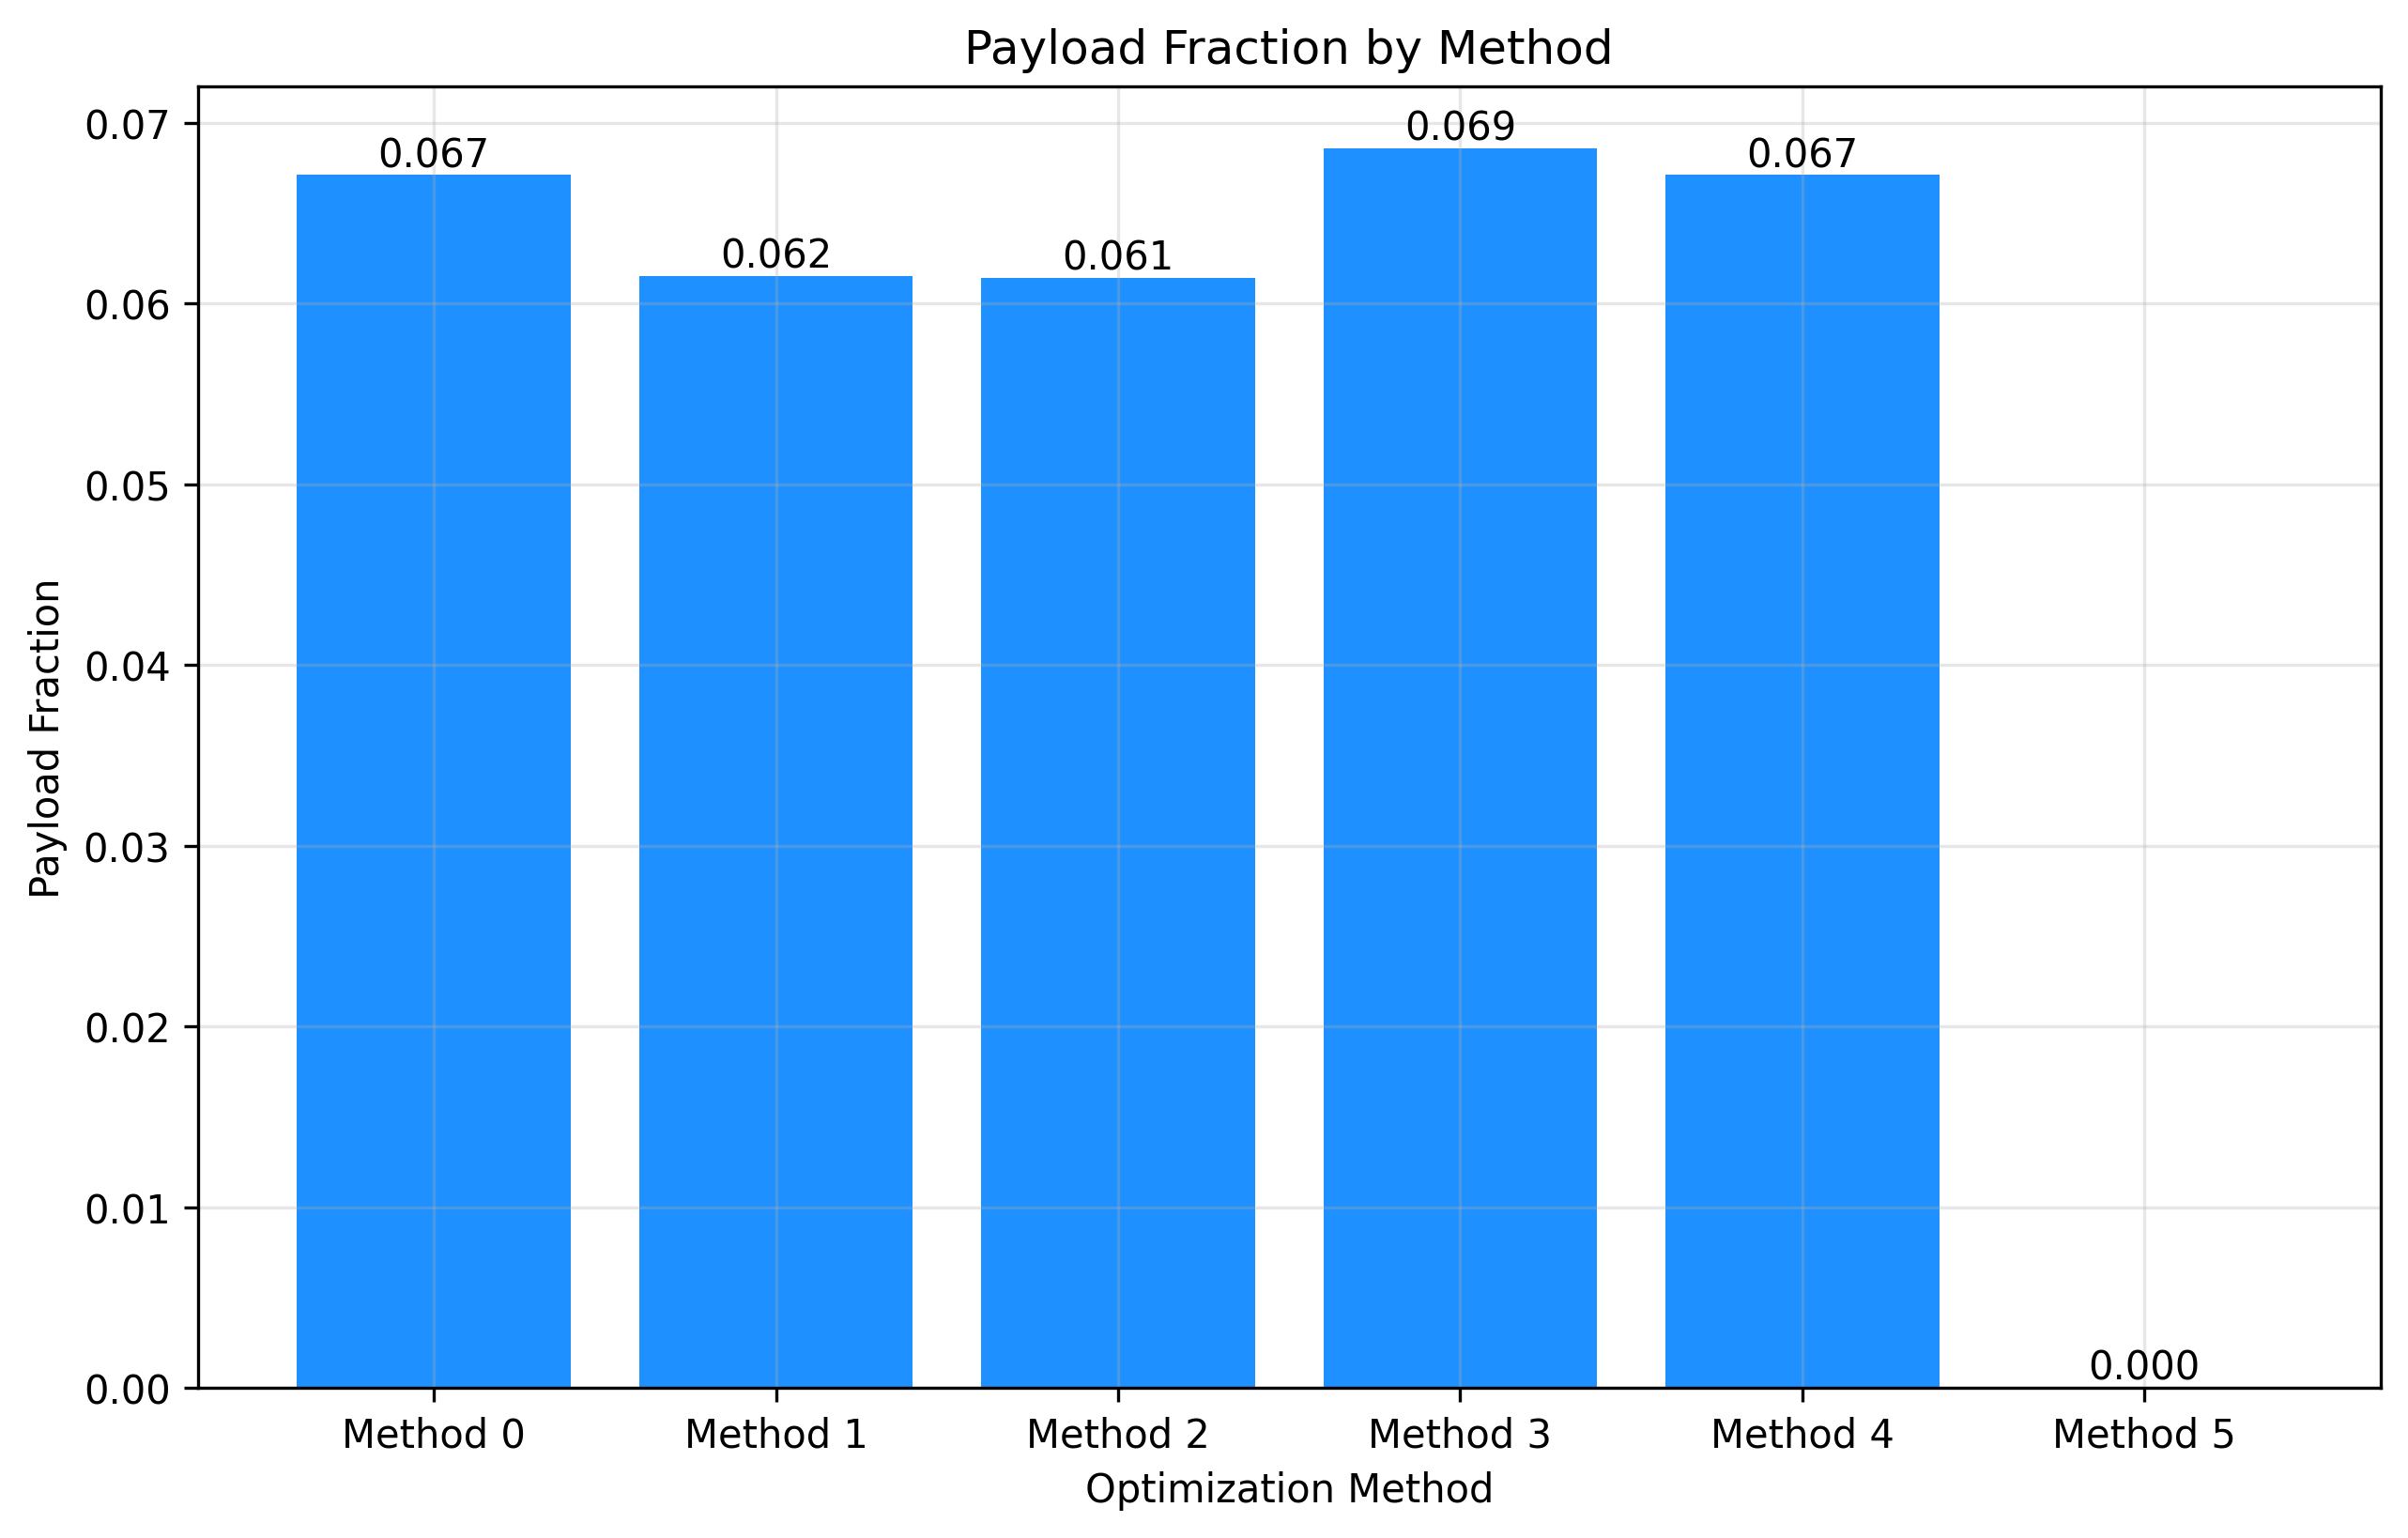 Payload Fraction by Method
0.07
0.06
0.05
0.04
0.03
0.02
0.01
0.00
Payload Fraction
0.067
0.062
0.061
0.069
0.067
0.000
Method 0
Method 1
Method 2
Method 3
Method 4
Method 5
Optimization Method